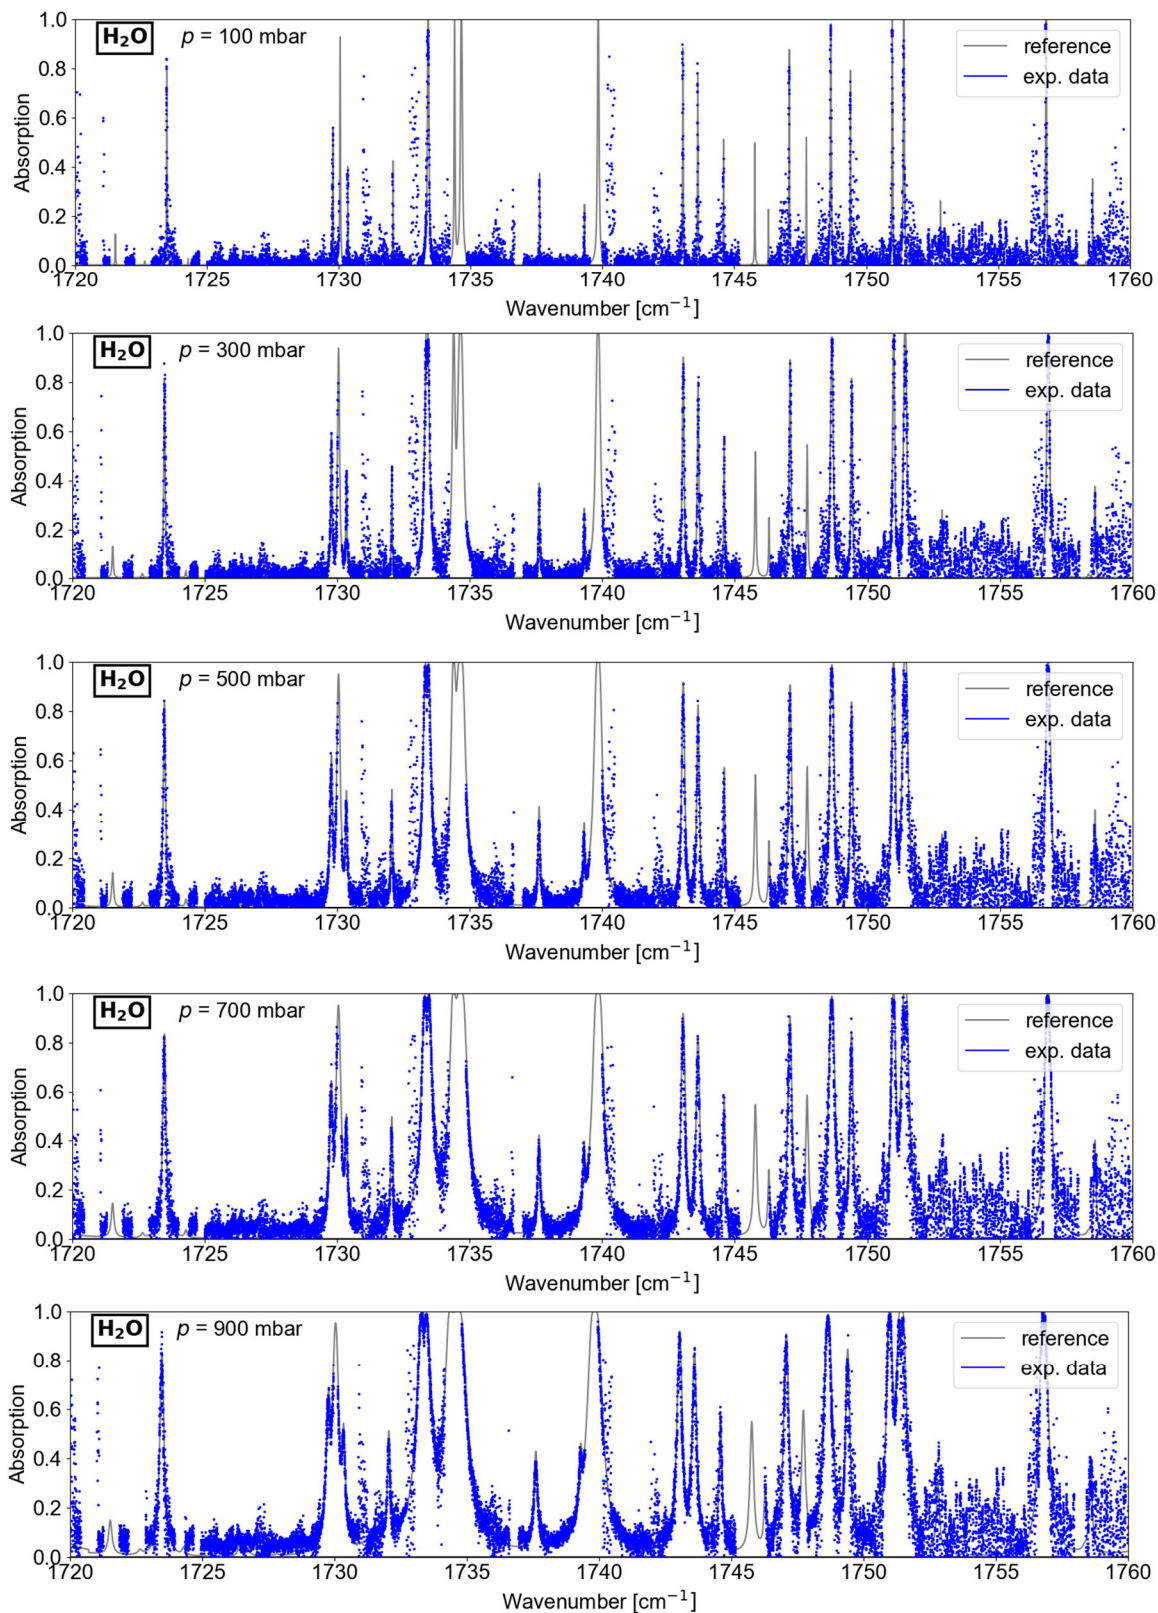 H₂O p = 100 mbar
reference
exp. data
Absorption
1.0
0.8
0.6
0.4
0.2
0.0
1720 1725 1730 1735 1740 1745 1750 1755 1760
Wavenumber [cm⁻¹]
H₂O p = 300 mbar
reference
exp. data
Absorption
1.0
0.8
0.6
0.4
0.2
0.0
1720 1725 1730 1735 1740 1745 1750 1755 1760
Wavenumber [cm⁻¹]
H₂O p = 500 mbar
reference
exp. data
Absorption
1.0
0.8
0.6
0.4
0.2
0.0
1720 1725 1730 1735 1740 1745 1750 1755 1760
Wavenumber [cm⁻¹]
H₂O p = 700 mbar
reference
exp. data
Absorption
1.0
0.8
0.6
0.4
0.2
0.0
1720 1725 1730 1735 1740 1745 1750 1755 1760
Wavenumber [cm⁻¹]
H₂O p = 900 mbar
reference
exp. data
Absorption
1.0
0.8
0.6
0.4
0.2
0.0
1720 1725 1730 1735 1740 1745 1750 1755 1760
Wavenumber [cm⁻¹]